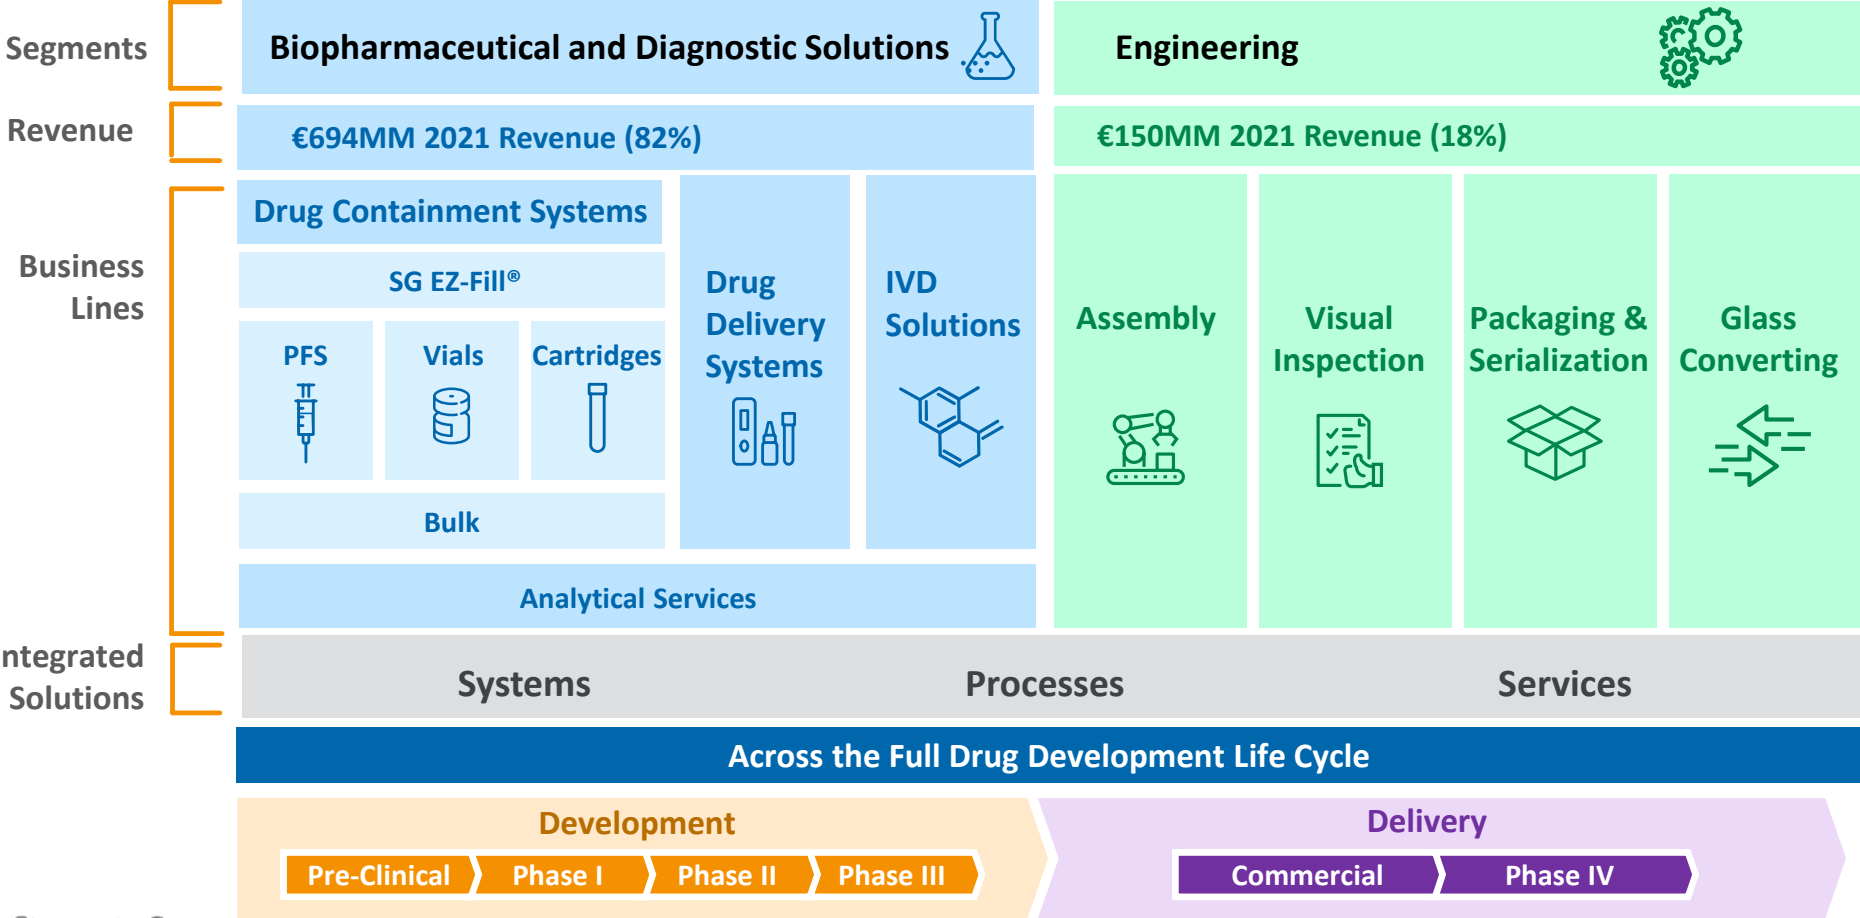 Segments
Biopharmaceutical and Diagnostic Solutions
Engineering
Revenue
€694MM 2021 Revenue (82%)
€150MM 2021 Revenue (18%)
Business
Lines
Drug Containment Systems
SG EZ-Fill®
PFS
Vials
Cartridges
Bulk
Drug
Delivery
Systems
IVD
Solutions
Analytical Services
Assembly
Visual
Inspection
Packaging &
Serialization
Glass
Converting
ntegrated
Solutions
Systems
Processes
Services
Across the Full Drug Development Life Cycle
Development
Pre-Clinical
Phase I
Phase II
Phase III
Delivery
Commercial
Phase IV